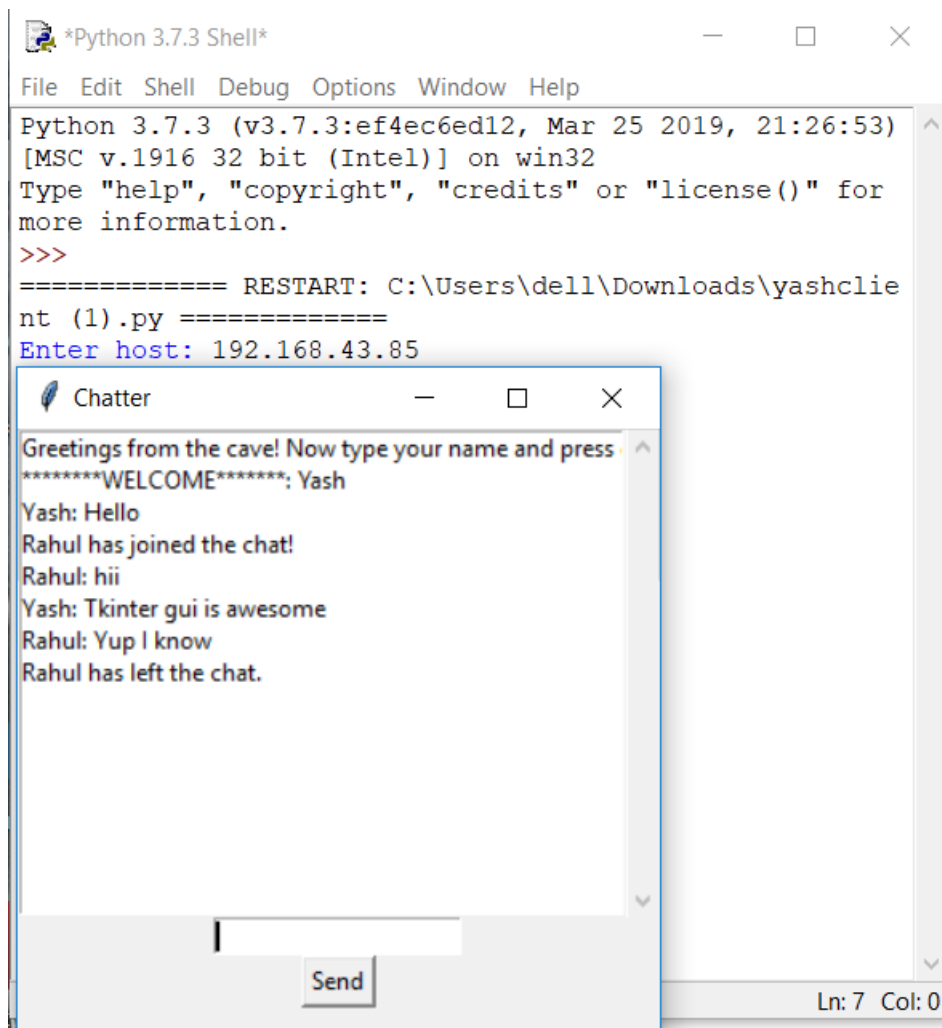 *Python 3.7.3 Shell*
File Edit Shell Debug Options Window Help
Python 3.7.3 (v3.7.3:ef4ec6ed12, Mar 25 2019, 21:26:53)
[MSC v.1916 32 bit (Intel)] on win32
Type "help", "copyright", "credits" or "license()" for
more information.
>>>
============= RESTART: C:\Users\dell\Downloads\yashclie
nt (1).py =============
Enter host: 192.168.43.85
Chatter
Greetings from the cave! Now type your name and press
********WELCOME*******: Yash
Yash: Hello
Rahul has joined the chat!
Rahul: hii
Yash: Tkinter gui is awesome
Rahul: Yup I know
Rahul has left the chat.
Send
Ln: 7 Col: 0